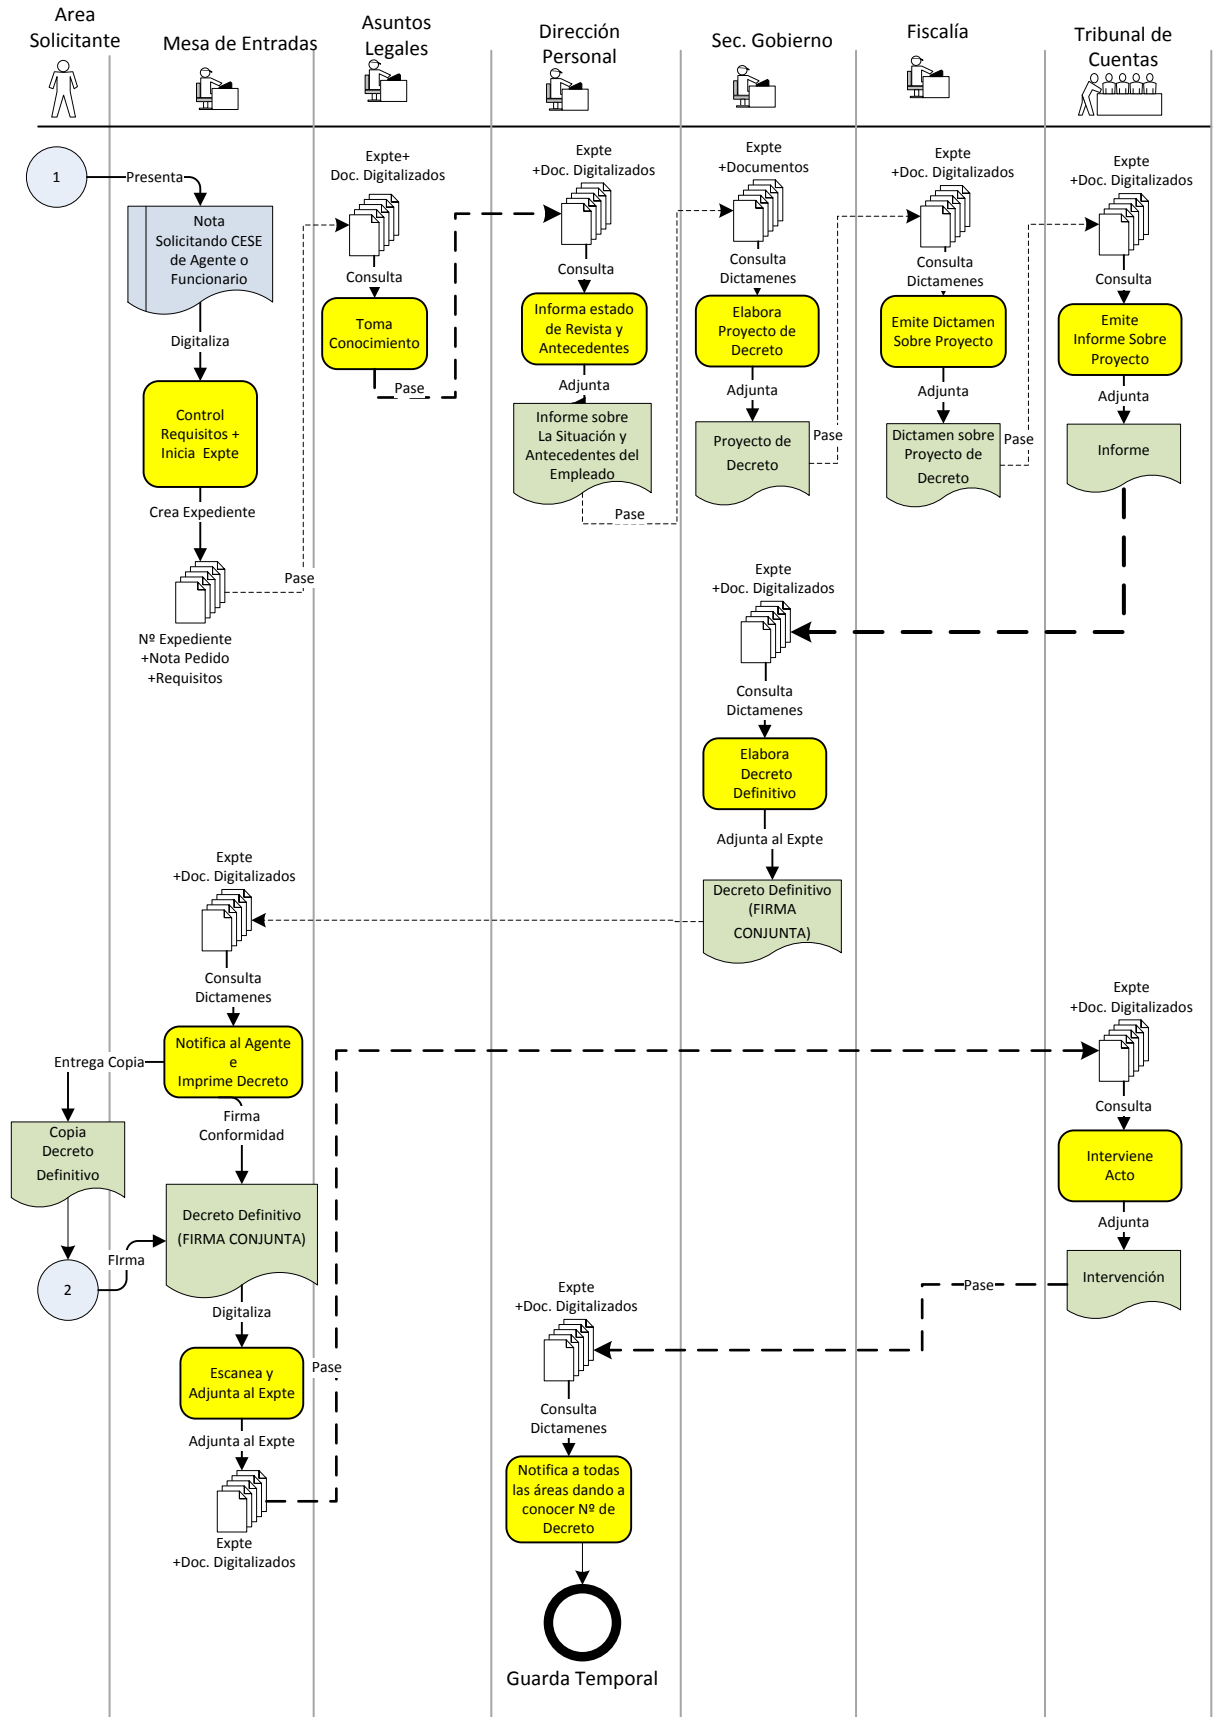 Area
Solicitante
Mesa de Entradas
Asuntos
Legales
Dirección
Personal
Sec. Gobierno
Fiscalía
Tribunal de
Cuentas
1
Presenta
Nota
Solicitando CESE
de Agente o
Funcionario
Digitaliza
Control
Requisitos +
Inicia Expte
Crea Expediente
Nº Expediente
+Nota Pedido
+Requisitos
Pase
Expte+
Doc. Digitalizados
Consulta
Toma
Conocimiento
Pase
Expte
+Doc. Digitalizados
Consulta
Informa estado
de Revista y
Antecedentes
Adjunta
Informe sobre
La Situación y
Antecedentes del
Empleado
Pase
Expte
+Documentos
Consulta
Dictamenes
Elabora
Proyecto de
Decreto
Adjunta
Proyecto de
Decreto
Pase
Expte
+Doc. Digitalizados
Consulta
Dictamenes
Emite Dictamen
Sobre Proyecto
Adjunta
Dictamen sobre
Proyecto de
Decreto
Pase
Expte
+Doc. Digitalizados
Consulta
Emite
Informe Sobre
Proyecto
Adjunta
Informe
Expte
+Doc. Digitalizados
Consulta
Dictamenes
Elabora
Decreto
Definitivo
Adjunta al Expte
Decreto Definitivo
(FIRMA
CONJUNTA)
Expte
+Doc. Digitalizados
Consulta
Dictamenes
Notifica al Agente
e
Imprime Decreto
Entrega Copia
Copia
Decreto
Definitivo
2
FIrma
Firma
Conformidad
Decreto Definitivo
(FIRMA CONJUNTA)
Digitaliza
Escanea y
Adjunta al Expte
Adjunta al Expte
Expte
+Doc. Digitalizados
Pase
Expte
+Doc. Digitalizados
Consulta
Interviene
Acto
Adjunta
Intervención
Pase
Expte
+Doc. Digitalizados
Consulta
Dictamenes
Notifica a todas
las áreas dando a
conocer Nº de
Decreto
Guarda Temporal